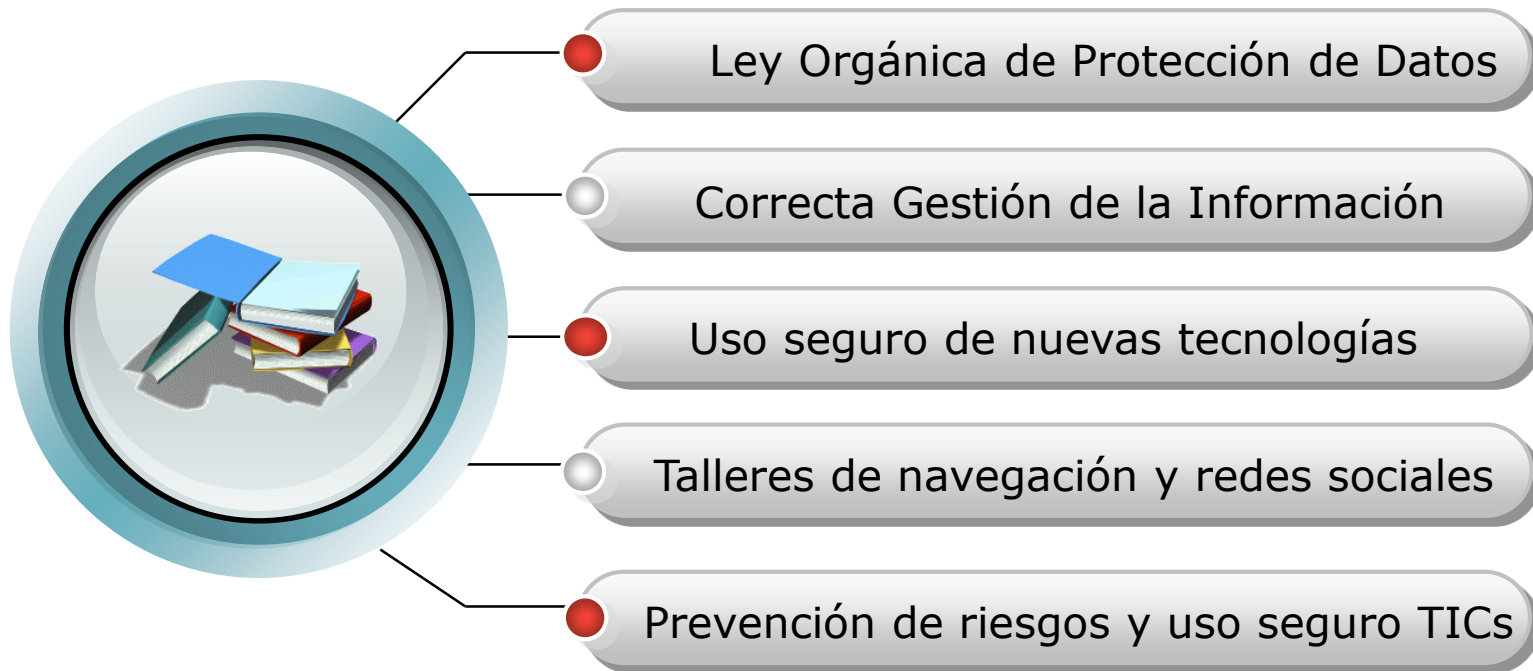 Ley Orgánica de Protección de Datos
Correcta Gestión de la Información
Uso seguro de nuevas tecnologías
Talleres de navegación y redes sociales
Prevención de riesgos y uso seguro TICs